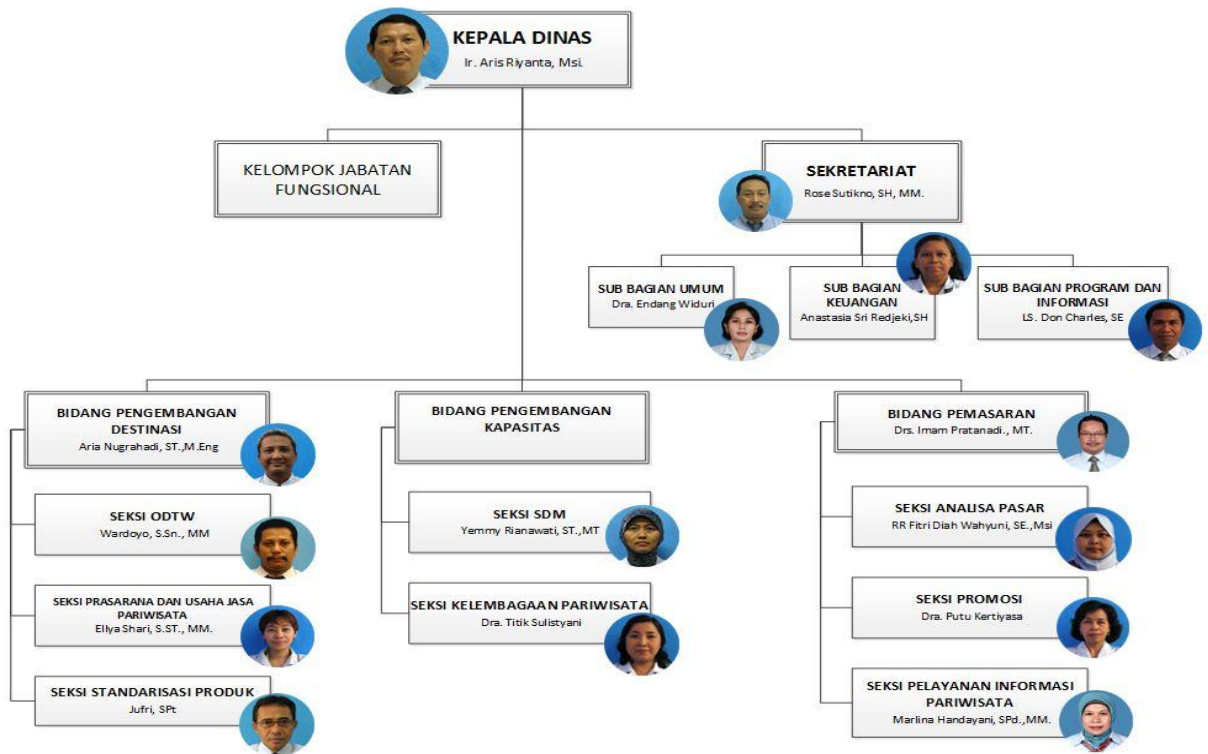 KEPALA DINAS
Ir. Aris Riyanta, Msi.
KELOMPOK JABATAN
FUNGSIONAL
SEKRETARIAT
Rose Sutikno, SH, MM.
SUB BAGIAN UMUM
Dra. Endang Widuri
SUB BAGIAN
KEUANGAN
Anastasia Sri Redjeki,SH
SUB BAGIAN PROGRAM DAN
INFORMASI
LS. Don Charles, SE
BIDANG PENGEMBANGAN
DESTINASI
Aria Nugrahadi, ST.,M.Eng
BIDANG PENGEMBANGAN
KAPASITAS
BIDANG PEMASARAN
Drs. Imam Pratanadi., MT.
SEKSI ODTW
Wardoyo, S.Sn., MM
SEKSI PRASARANA DAN USAHA JASA
PARIWISATA
Ellya Shari, S.ST., MM.
SEKSI STANDARISASI PRODUK
Jufri, SPt
SEKSI SDM
Yemmy Rianawati, ST.,MT
SEKSI KELEMBAGAAN PARIWISATA
Dra. Titik Sulistyani
SEKSI ANALISA PASAR
RR Fitri Diah Wahyuni, SE.,Msi
SEKSI PROMOSI
Dra. Putu Kertiyasa
SEKSI PELAYANAN INFORMASI
PARIWISATA
Marlina Handayani, SPd.,MM.